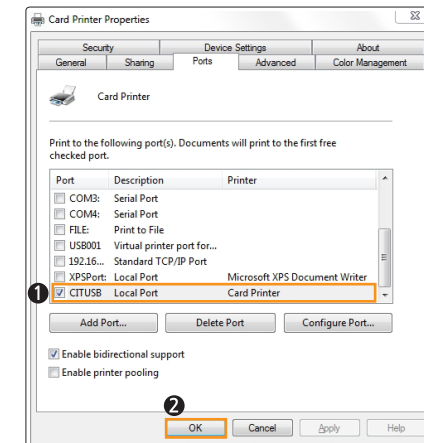 Card Printer Properties
Security Device Settings About
General Sharing Ports Advanced Color Management
Card Printer
Print to the following port(s). Documents will print to the first free
checked port.
Port Description Printer
COM3: Serial Port
COM4: Serial Port
FILE: Print to File
USB001 Virtual printer port for...
192.16... Standard TCP/IP Port
XPSPort: Local Port Microsoft XPS Document Writer
1 CITUSB Local Port Card Printer
Add Port... Delete Port Configure Port...
Enable bidirectional support
Enable printer pooling
2
OK Cancel Apply Help